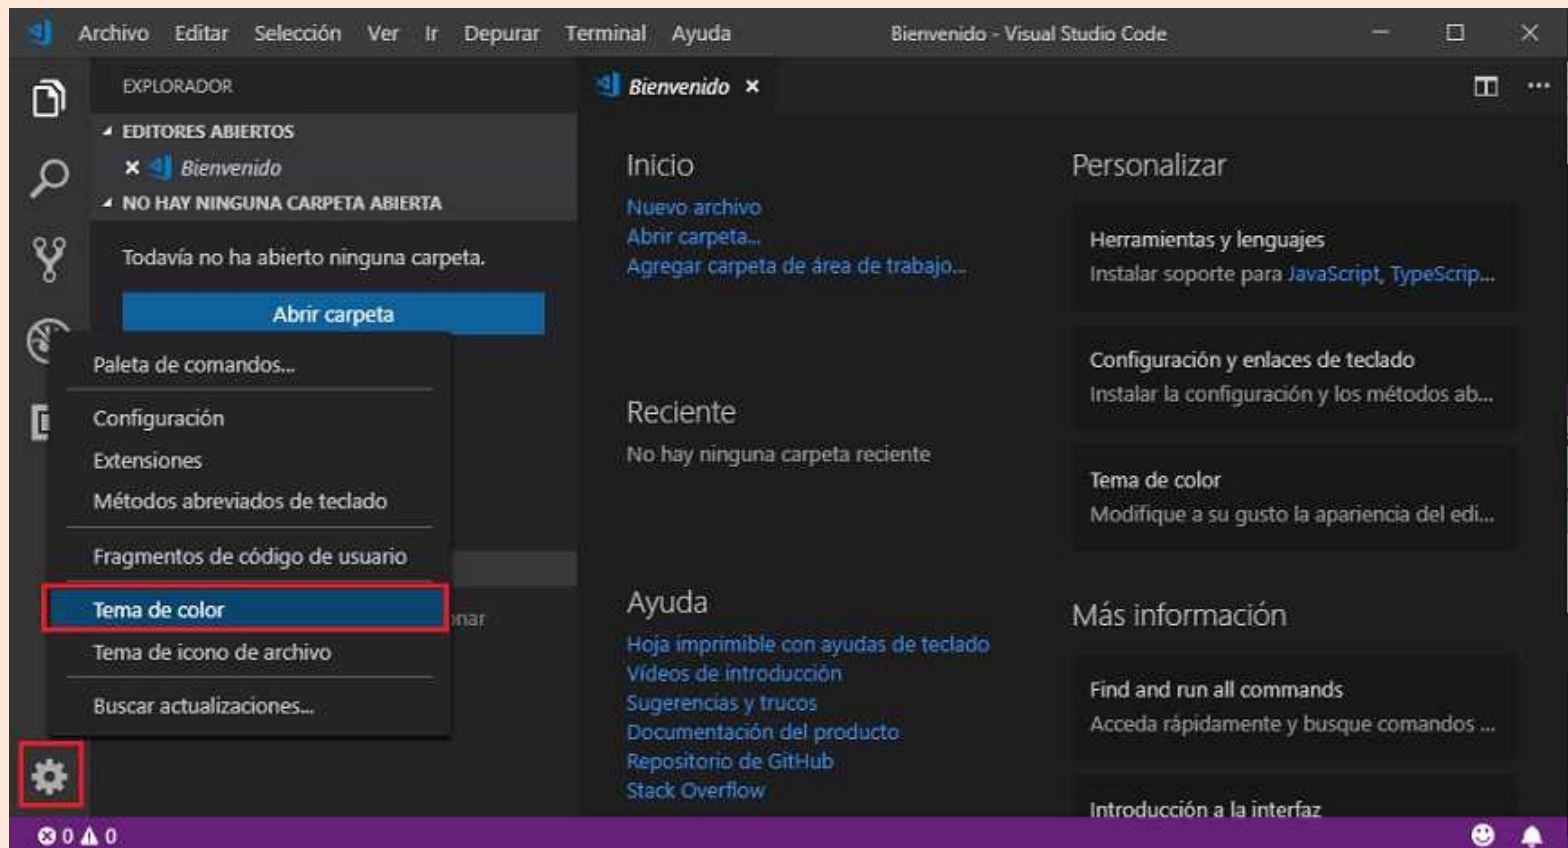 Archivo Editar Selección Ver Ir Depurar Terminal Ayuda Bienvenido - Visual Studio Code
EXPLORADOR
EDITORES ABIERTOS
Bienvenido
NO HAY NINGUNA CARPETA ABIERTA
Todavía no ha abierto ninguna carpeta.
Abrir carpeta
Paleta de comandos...
Configuración
Extensiones
Métodos abreviados de teclado
Fragmentos de código de usuario
Tema de color
Tema de icono de archivo
Buscar actualizaciones...
Bienvenido
Inicio
Nuevo archivo
Abrir carpeta...
Agregar carpeta de área de trabajo...
Reciente
No hay ninguna carpeta reciente
Ayuda
Hoja imprimible con ayudas de teclado
Vídeos de introducción
Sugerencias y trucos
Documentación del producto
Repositorio de GitHub
Stack Overflow
Personalizar
Herramientas y lenguajes
Instalar soporte para JavaScript, TypeScrip...
Configuración y enlaces de teclado
Instalar la configuración y los métodos ab...
Tema de color
Modifique a su gusto la apariencia del edi...
Más información
Find and run all commands
Acceda rápidamente y busque comandos ...
Introducción a la interfaz
0 0